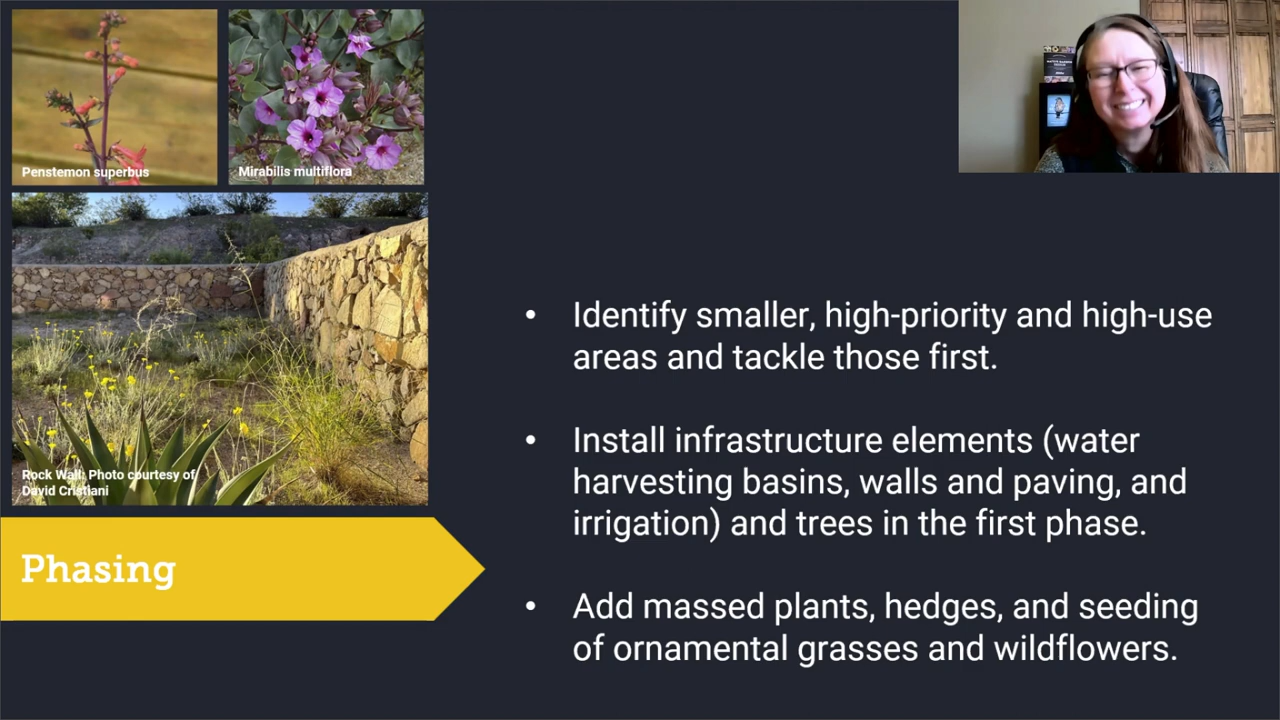 Penstemon superbus
Mirabilis multiflora
Rock Wall: Photo courtesy of
David Cristiani
Phasing
• Identify smaller, high-priority and high-use
areas and tackle those first.
• Install infrastructure elements (water
harvesting basins, walls and paving, and
irrigation) and trees in the first phase.
• Add massed plants, hedges, and seeding
of ornamental grasses and wildflowers.